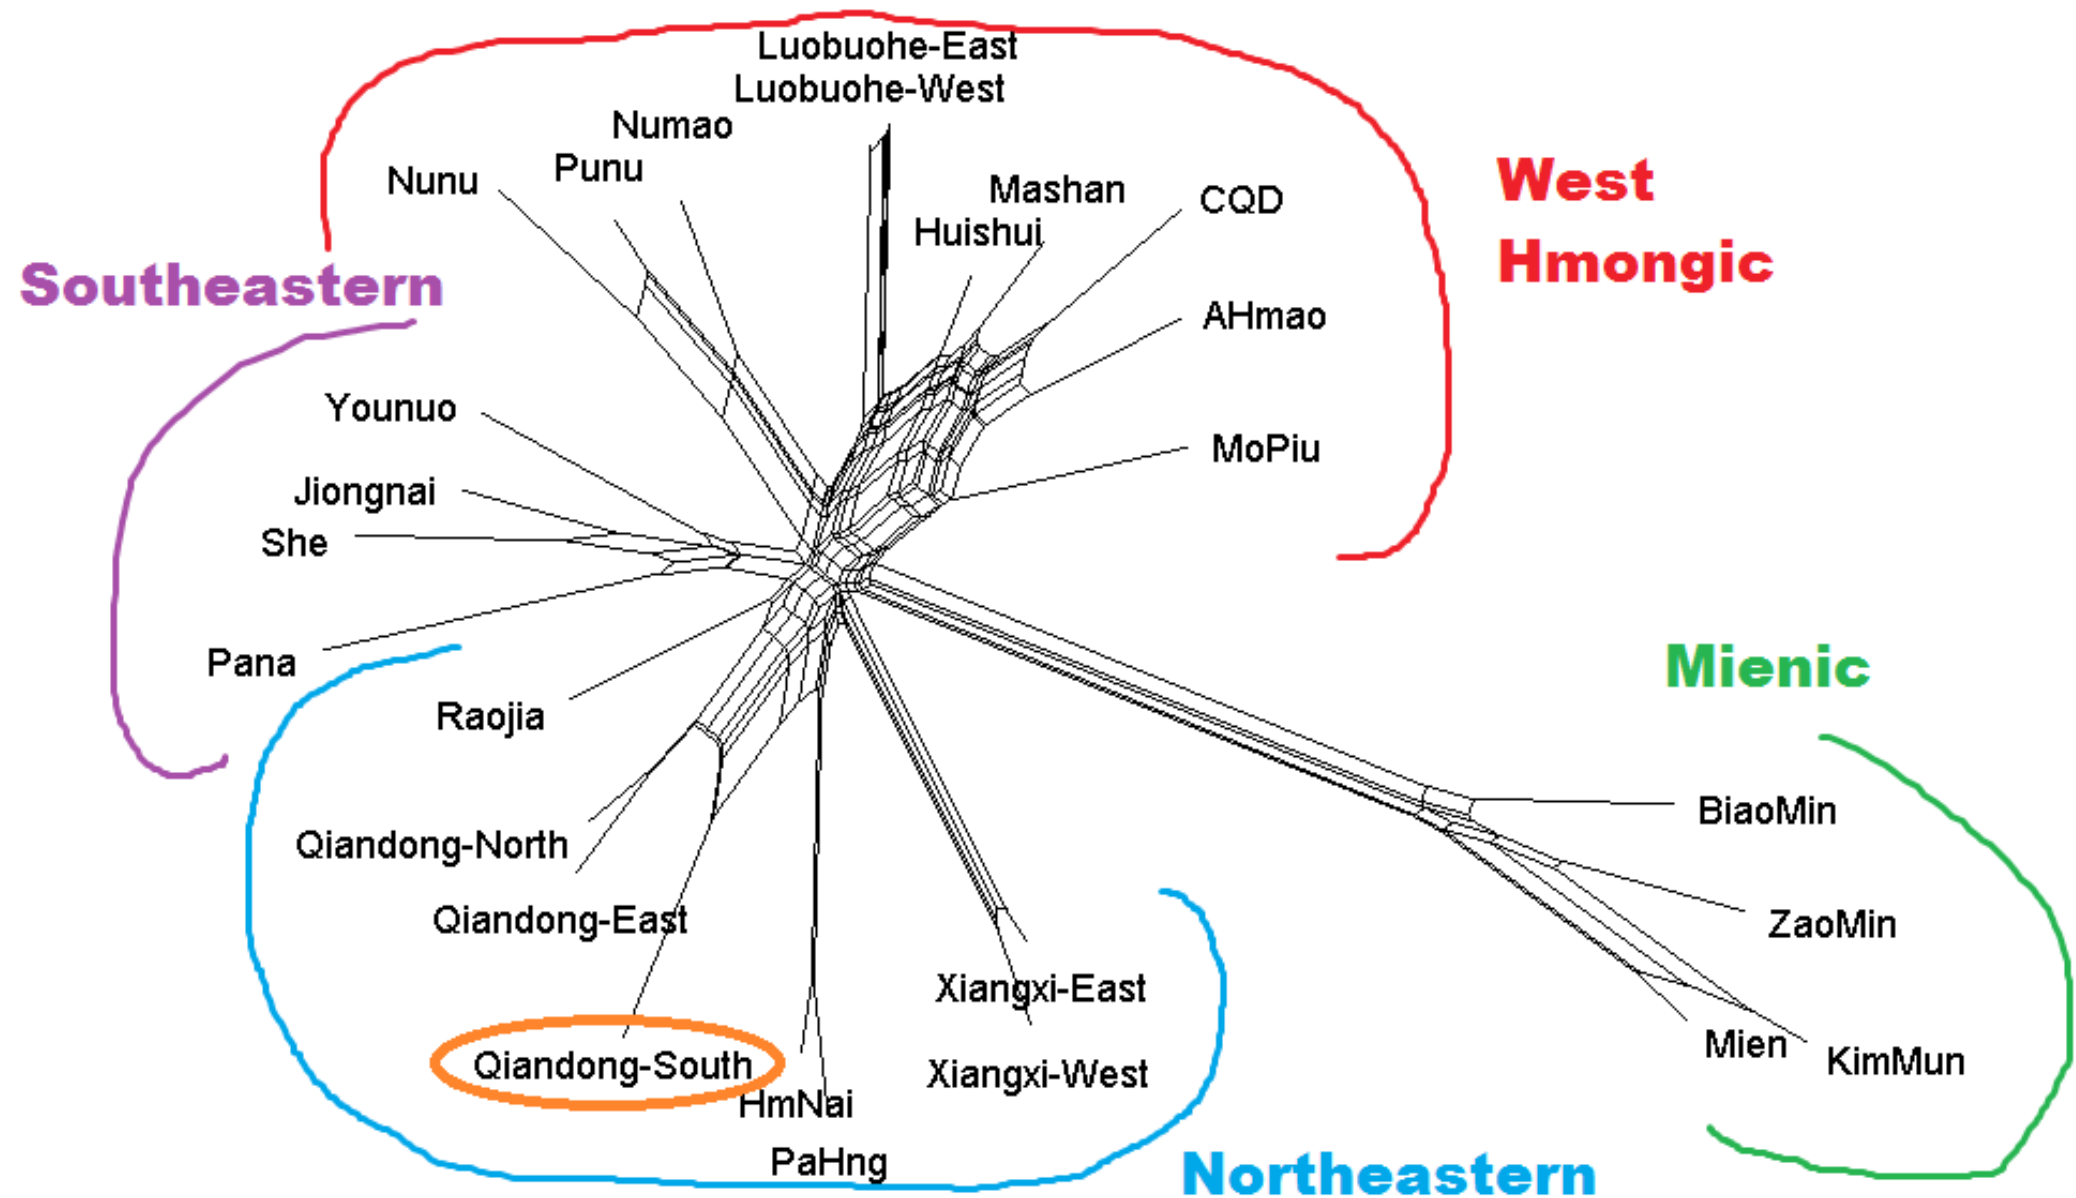 Luobuohe-East
Luobuohe-West
Numao
Punu
Nunu
Mashan
Huishui
CQD
West
Hmongic
Southeastern
AHmao
Younuo
MoPiu
Jiongnai
She
Pana
Mienic
Raojia
BiaoMin
Qiandong-North
Qiandong-East
ZaoMin
Xiangxi-East
Mien
KimMun
Qiandong-South
Xiangxi-West
HmNai
PaHng
Northeastern